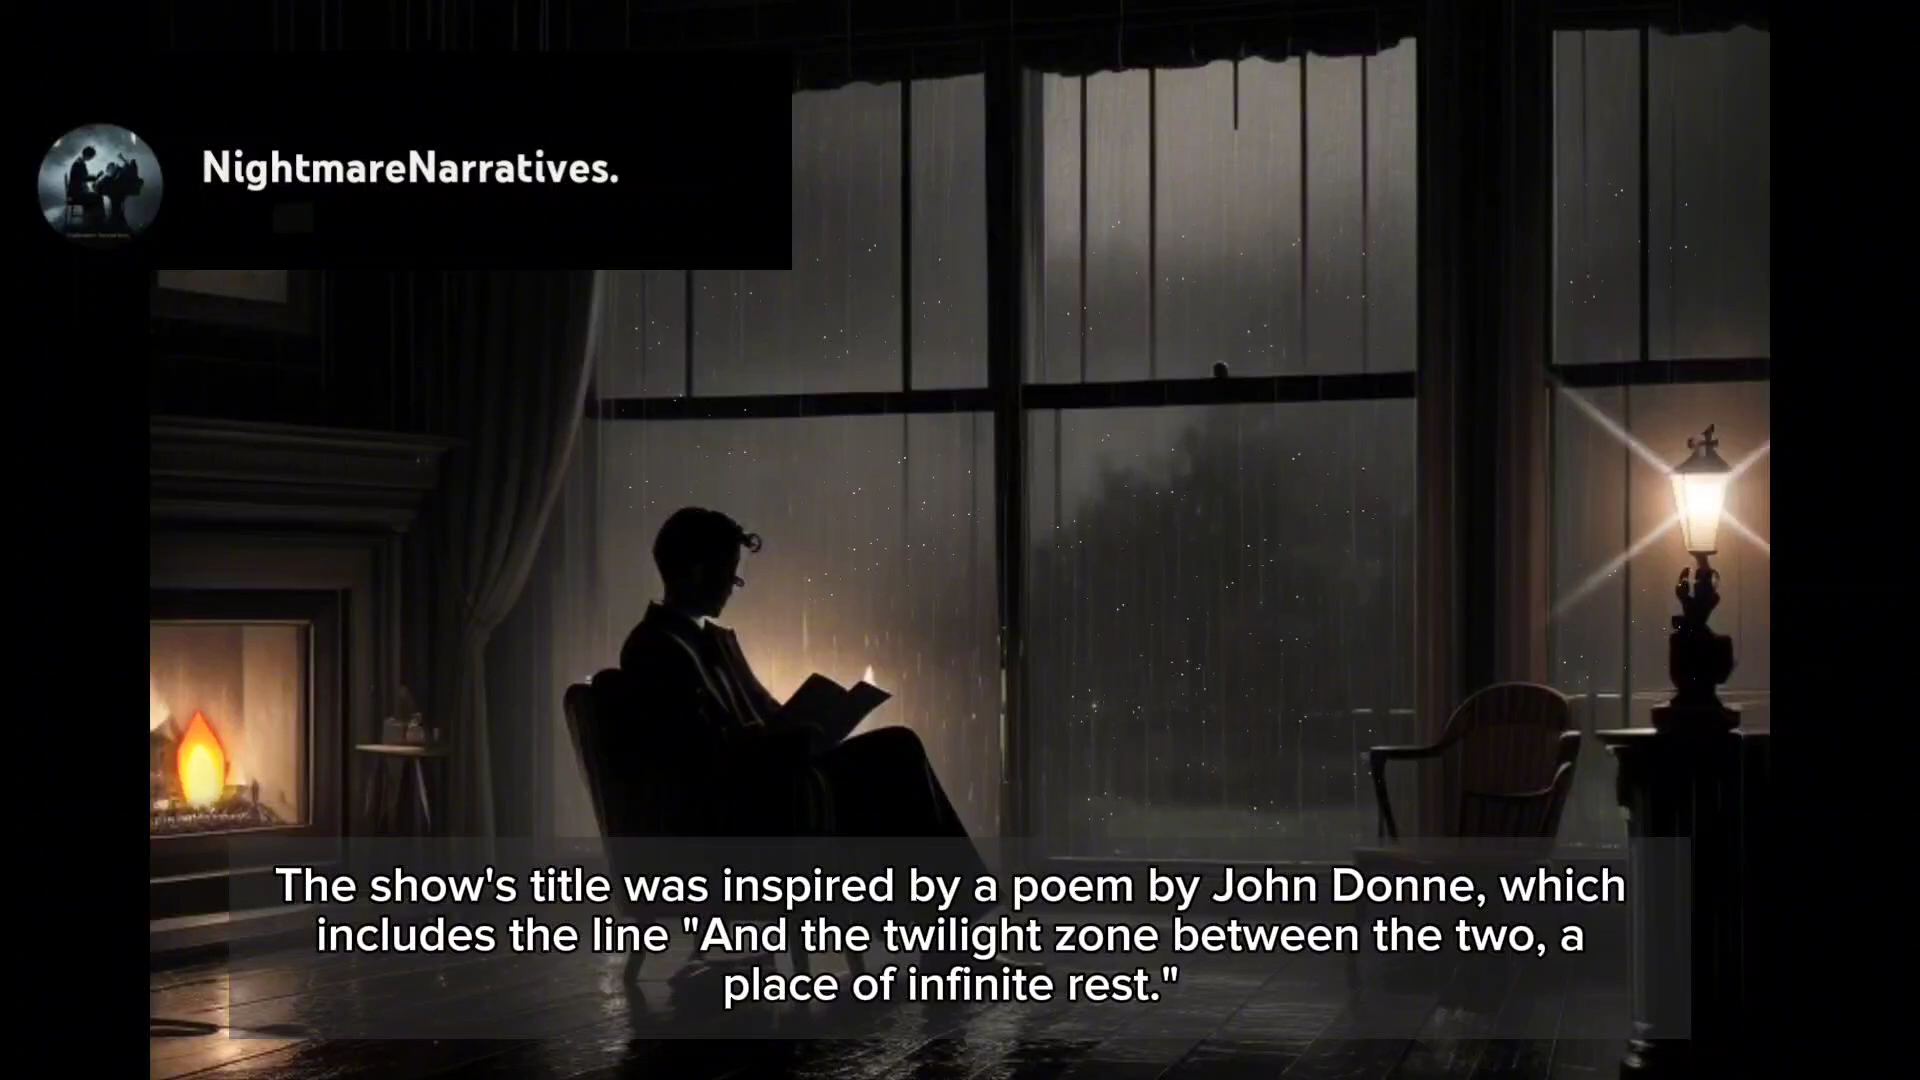 NightmareNarratives.
The show's title was inspired by a poem by John Donne, which
includes the line "And the twilight zone between the two, a
place of infinite rest."